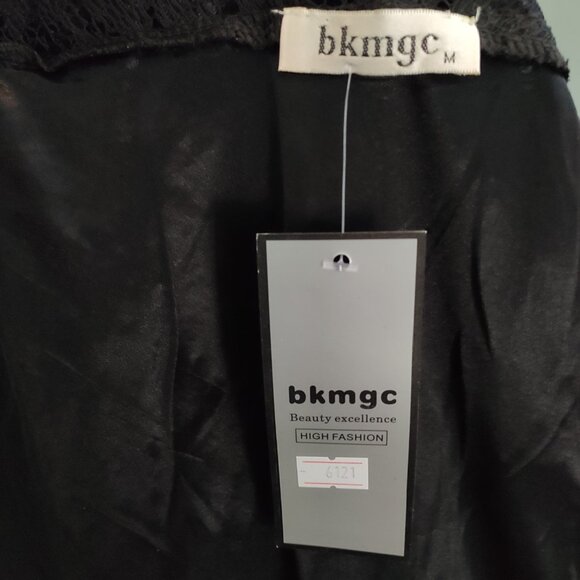 bkmgc M
bkmgc
Beauty excellence
HIGH FASHION
6121